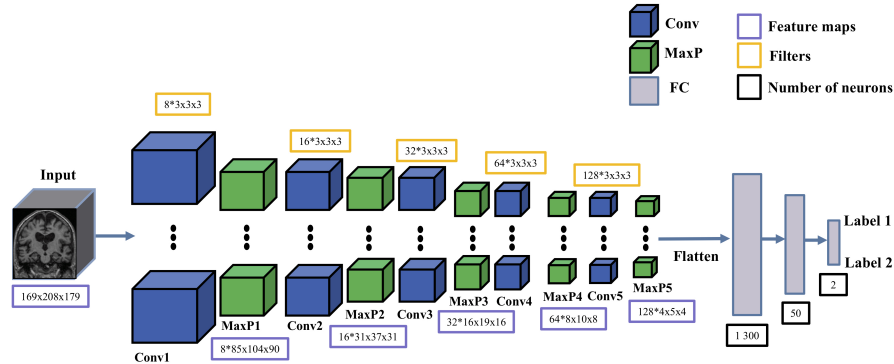 Conv
MaxP
FC
Feature maps
Filters
Number of neurons
8*3x3x3
16*3x3x3
32*3x3x3
64*3x3x3
128*3x3x3
Input
169x208x179
Conv1
MaxP1
8*85x104x90
Conv2
MaxP2
16*31x37x31
Conv3
MaxP3
32*16x19x16
Conv4
MaxP4
64*8x10x8
Conv5
MaxP5
128*4x5x4
Flatten
1 300
50
2
Label 1
Label 2